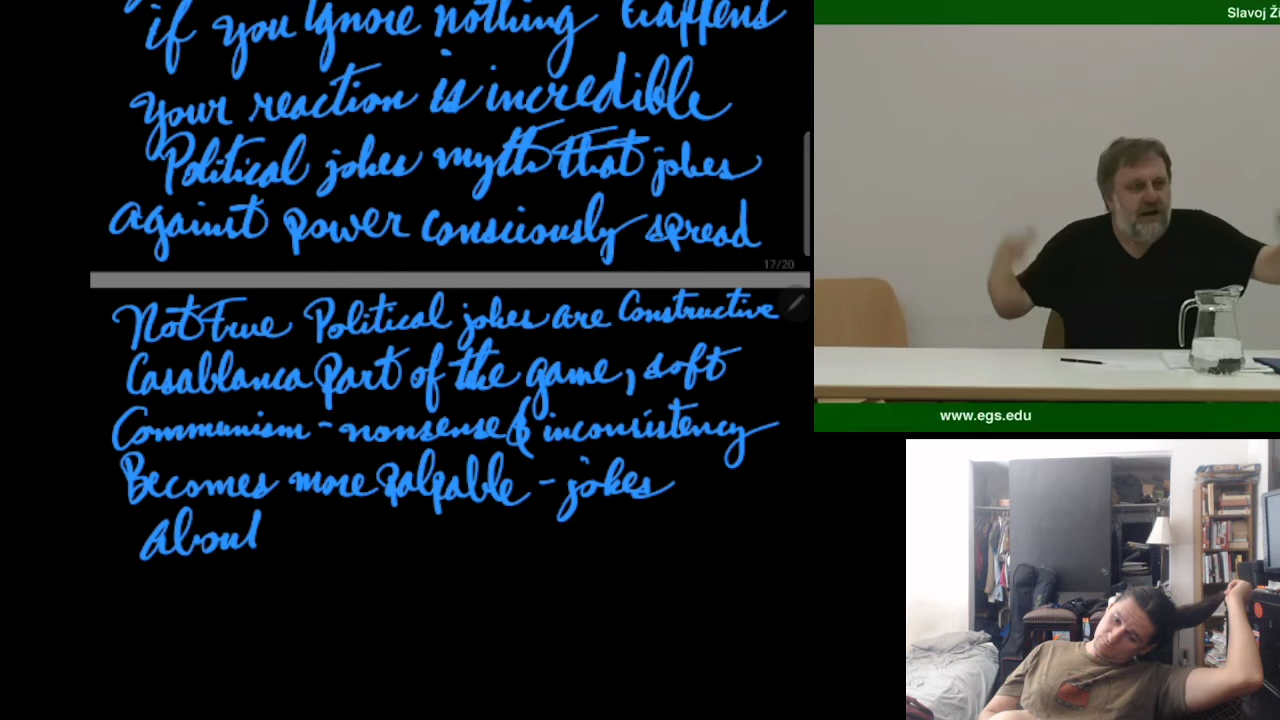 if you ignore nothing happens
your reaction is incredible
Political jokes myth that jokes
against power consciously spread
17/20
Not true Political jokes are Constructive
Casablanca Part of the game, soft
Communism - nonsense & inconsistency
Becomes more palpable - jokes
about
Slavoj Ži
www.egs.edu